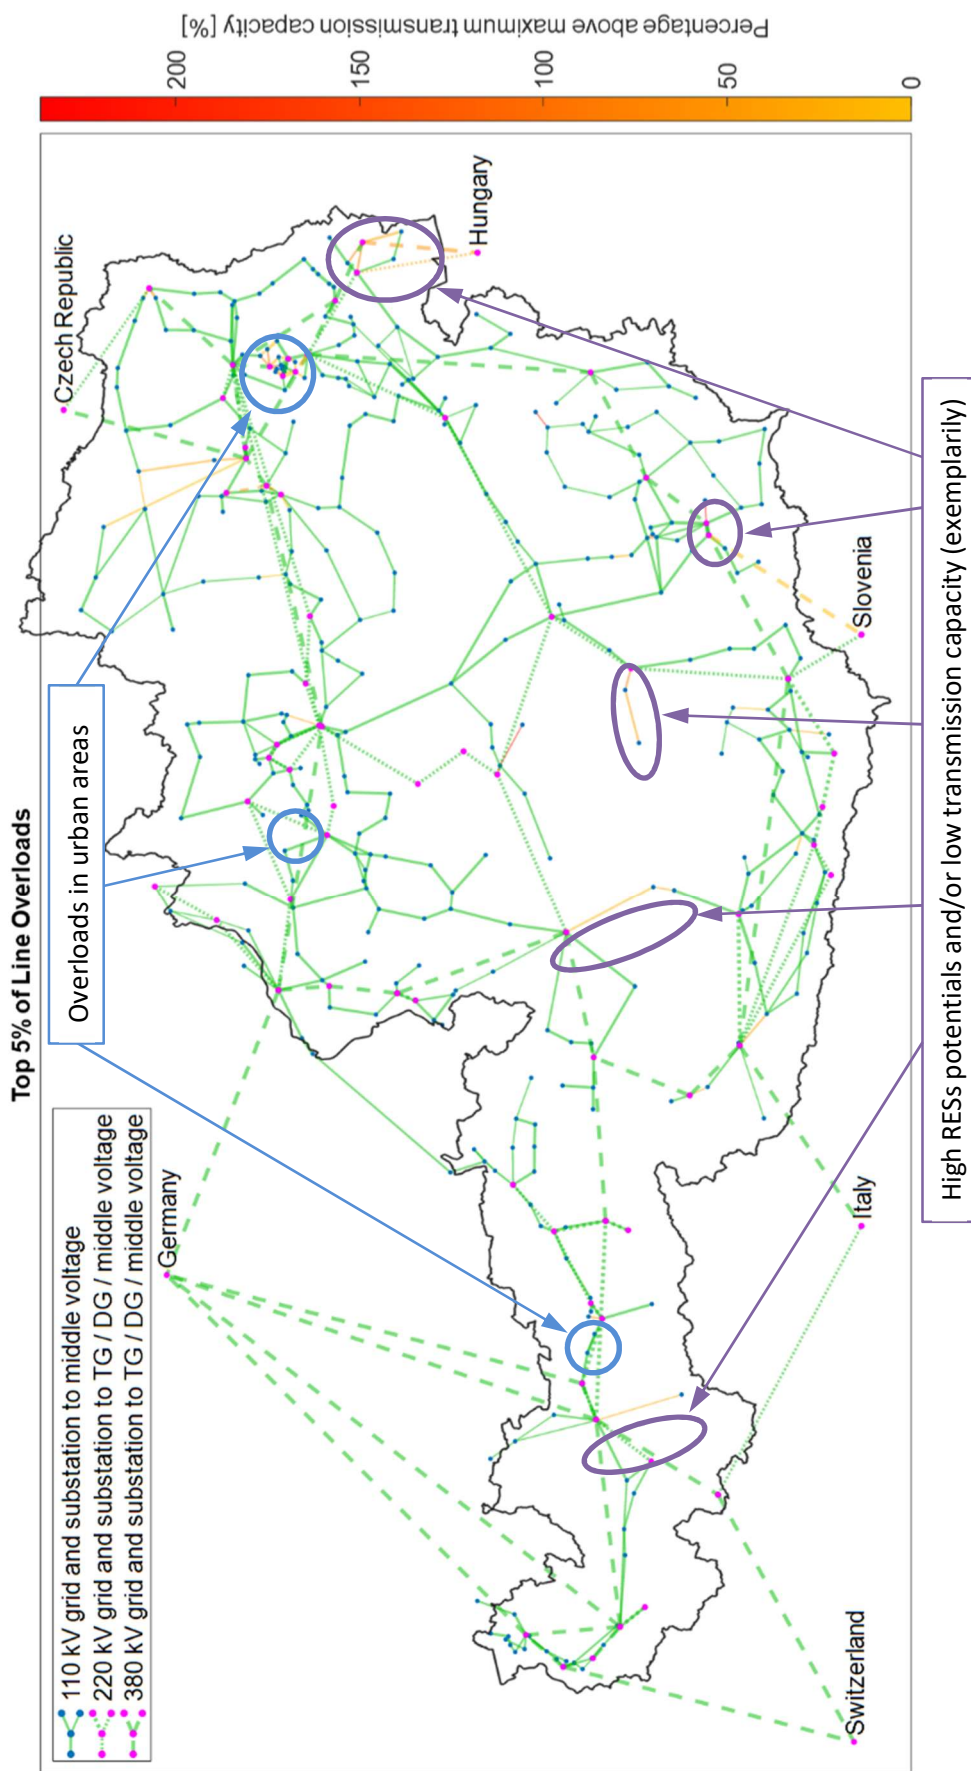 Top 5% of Line Overloads
110 kV grid and substation to middle voltage
220 kV grid and substation to TG / DG / middle voltage
380 kV grid and substation to TG / DG / middle voltage
Overloads in urban areas
Czech Republic
Germany
Hungary
Slovenia
Italy
Switzerland
High RESs potentials and/or low transmission capacity (exemplarily)
200
150
100
50
0
Percentage above maximum transmission capacity [%]